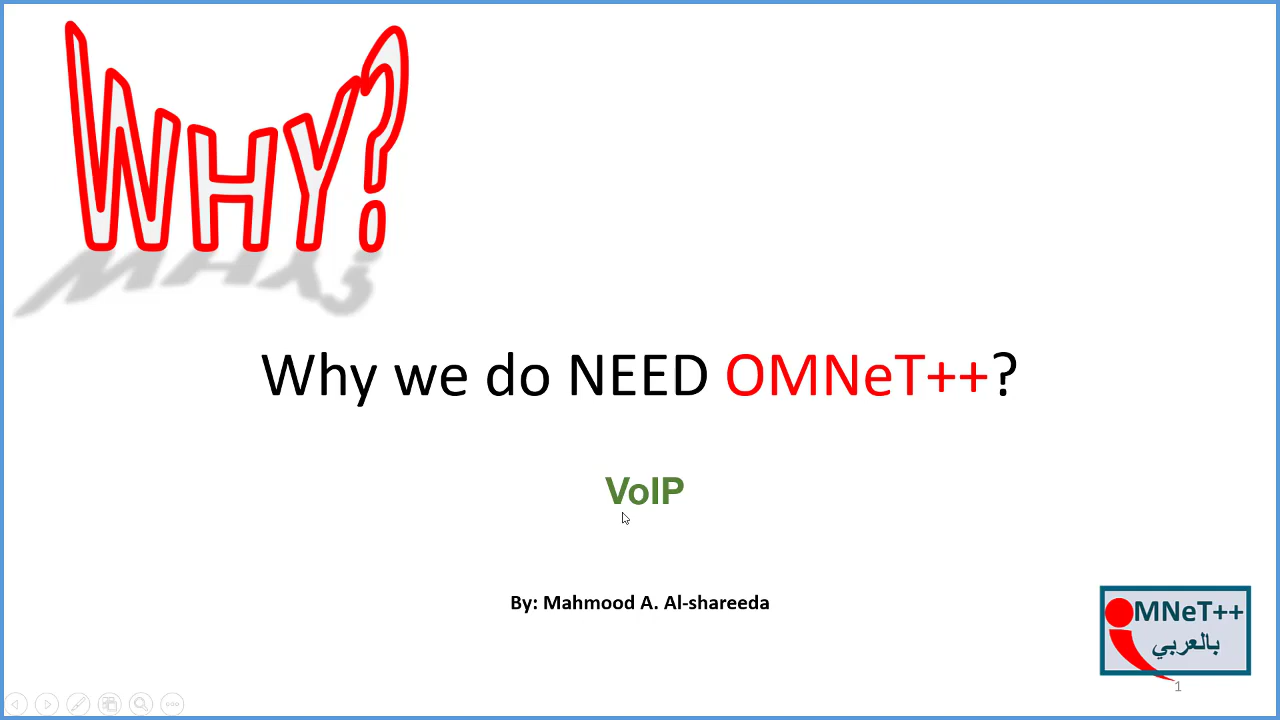 WHY?
Why we do NEED OMNeT++?
VoIP
By: Mahmood A. Al-shareeda
OMNeT++
بالعربي
1